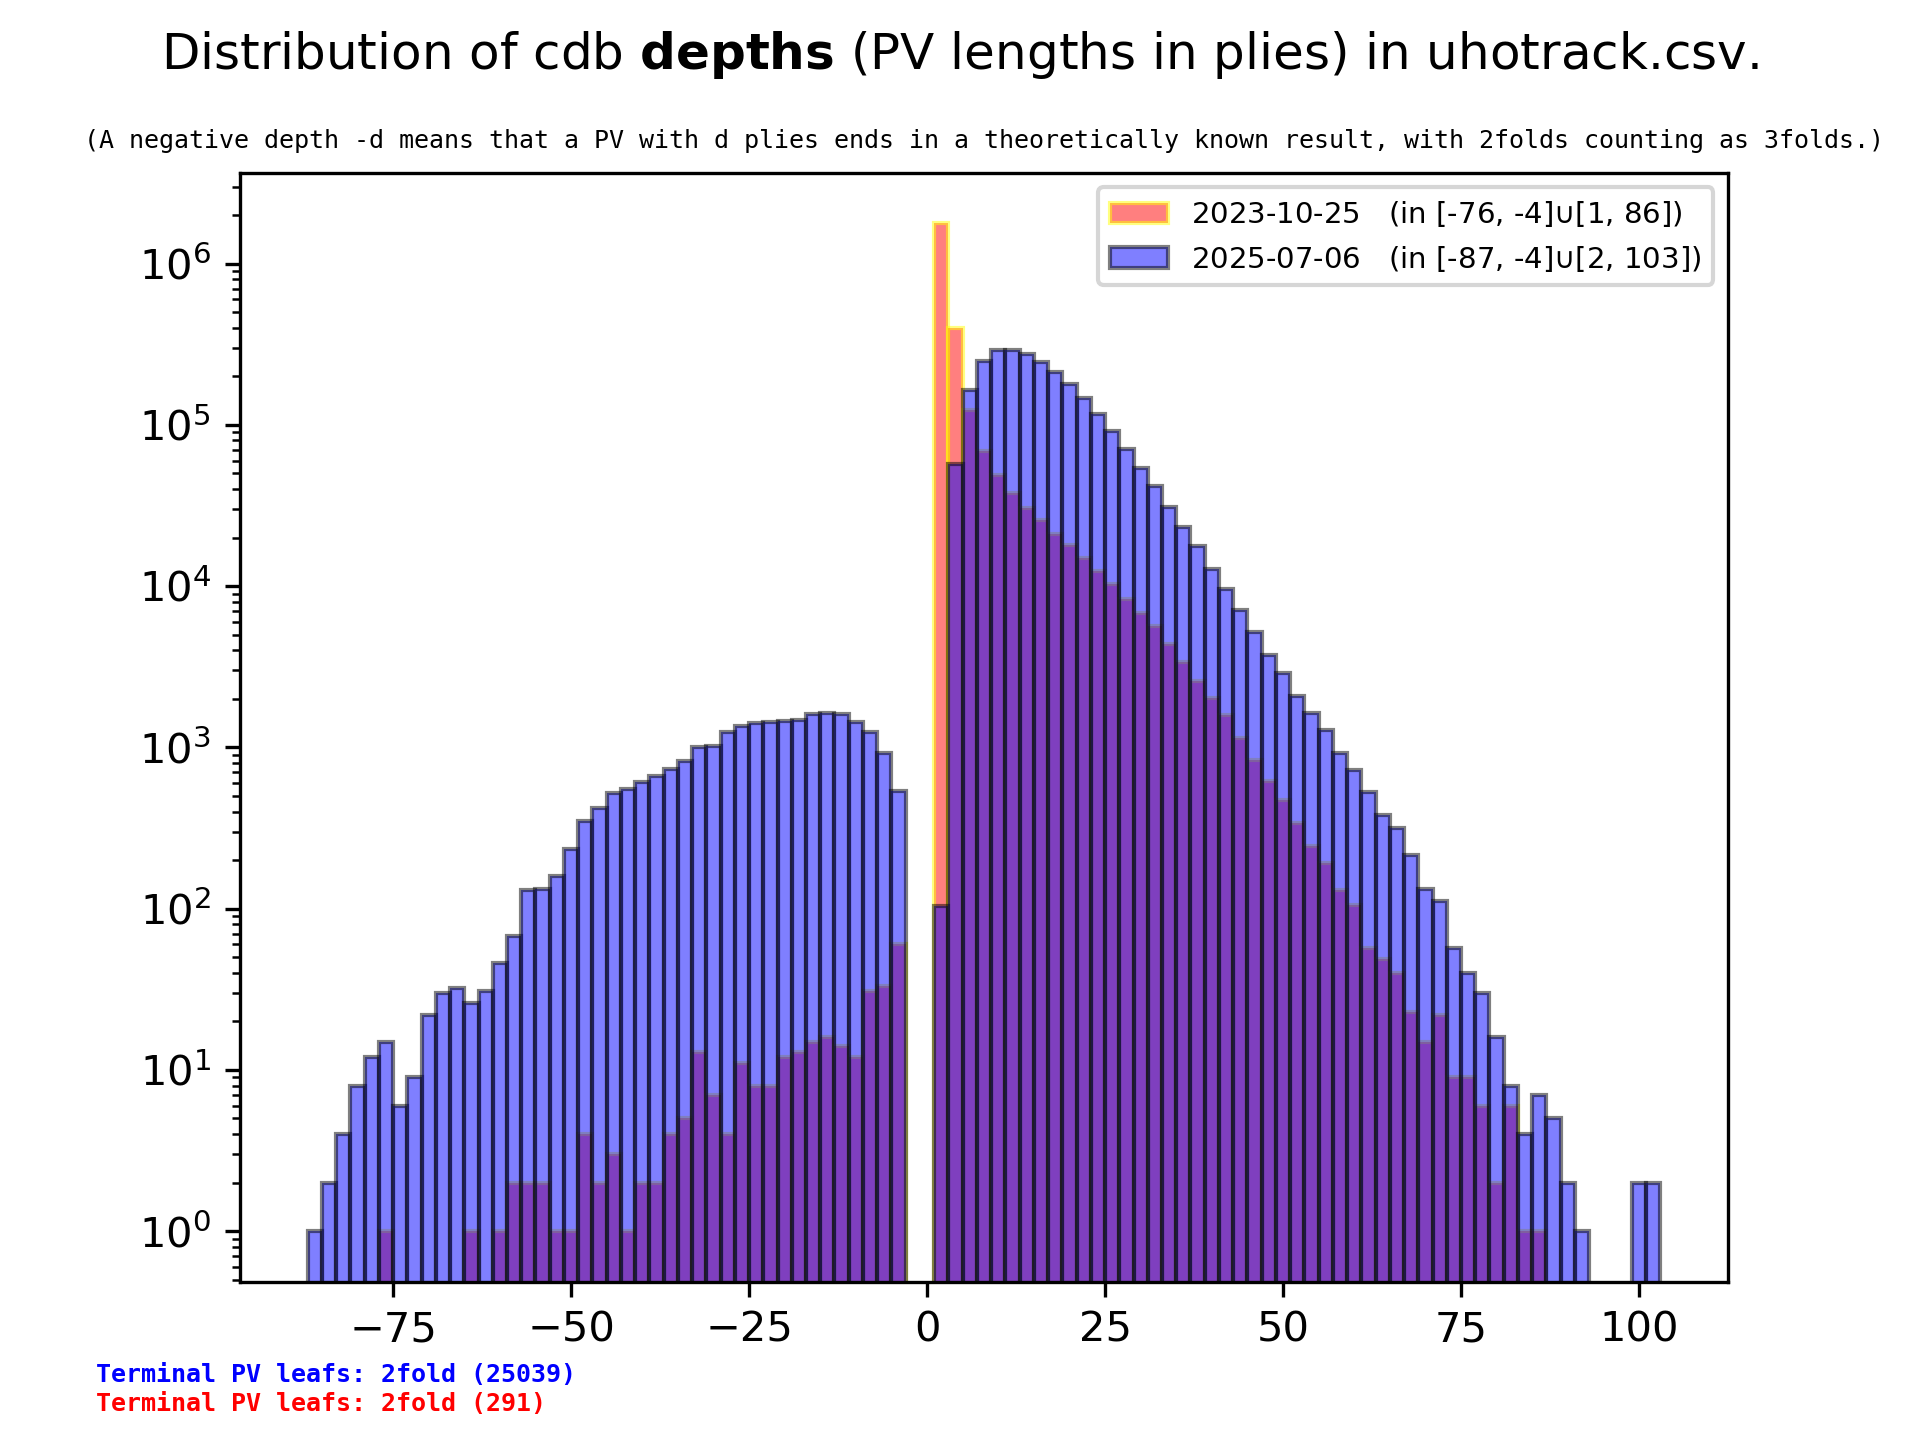 Distribution of cdb depths (PV lengths in plies) in uhotrack.csv.
(A negative depth -d means that a PV with d plies ends in a theoretically known result, with 2folds counting as 3folds.)
2023-10-25 (in [-76, -4]∪[1, 86])
2025-07-06 (in [-87, -4]∪[2, 103])
10⁶
10⁵
10⁴
10³
10²
10¹
10⁰
−75 −50 −25 0 25 50 75 100
Terminal PV leafs: 2fold (25039)
Terminal PV leafs: 2fold (291)